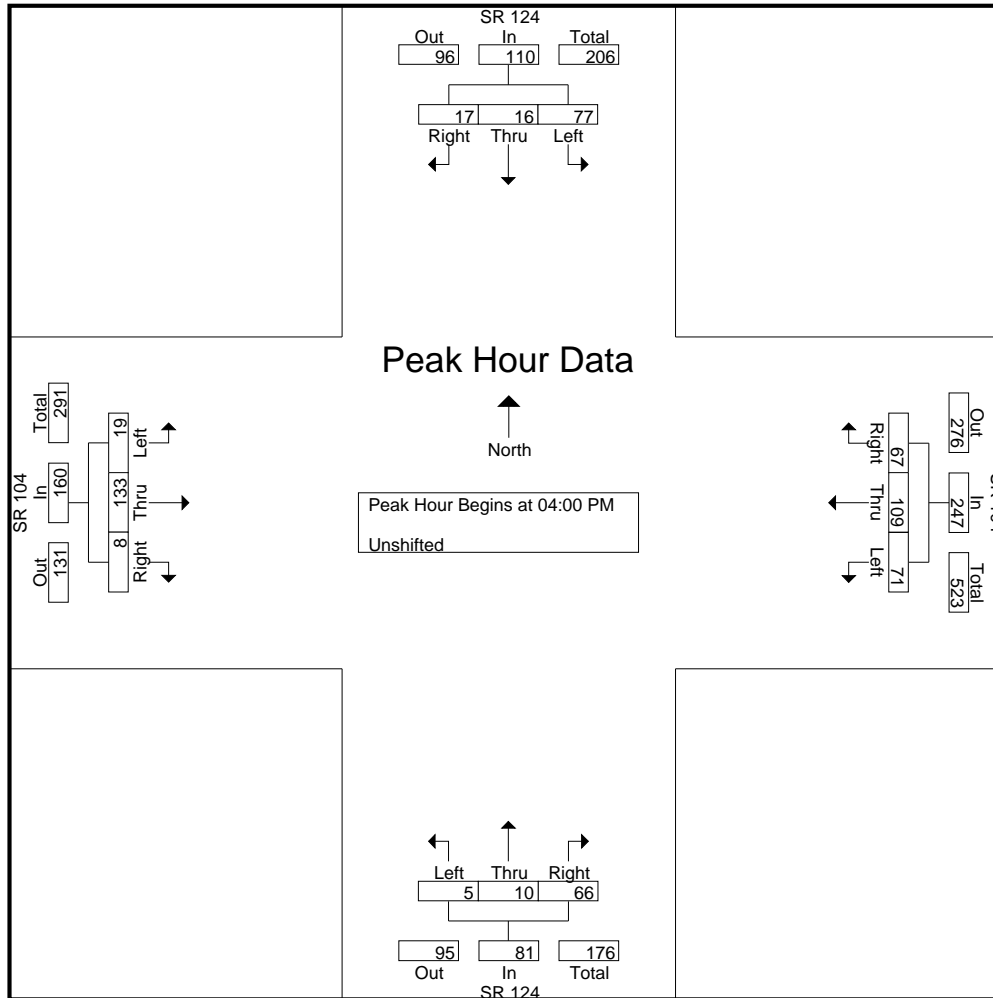 SR 124
Out In Total
96 110 206
17 16 77
Right Thru Left
Peak Hour Data
North
Peak Hour Begins at 04:00 PM
Unshifted
SR 104
Total In Out
291 160 131
19 133 8
Left Thru Right
Right Thru Left
67 109 71
276 247 523
Out In Total
Left Thru Right
5 10 66
95 81 176
Out In Total
SR 124